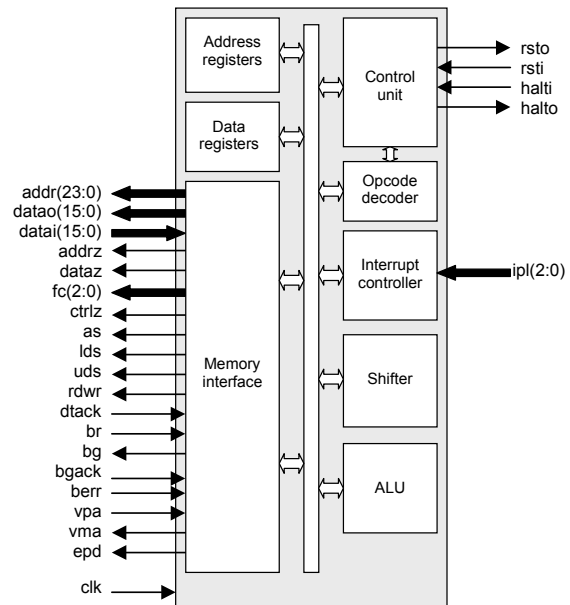 Address
registers
Data
registers
Memory
interface
Control
unit
Opcode
decoder
Interrupt
controller
Shifter
ALU
rsto
rsti
halti
halto
ipl(2:0)
addr(23:0)
datao(15:0)
datai(15:0)
addrz
dataz
fc(2:0)
ctrlz
as
lds
uds
rdwr
dtack
br
bg
bgack
berr
vpa
vma
epd
clk